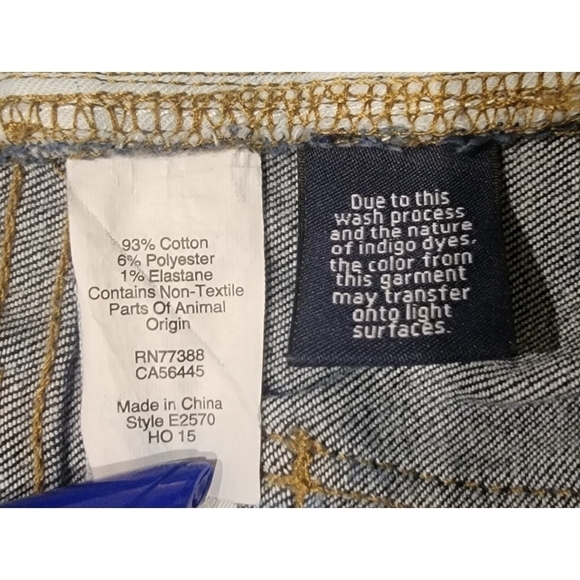 93% Cotton
6% Polyester
1% Elastane
Contains Non-Textile
Parts Of Animal
Origin
RN77388
CA56445
Made in China
Style E2570
HO 15
Due to this
wash process
and the nature
of indigo dyes,
the color from
this garment
may transfer
onto light
surfaces.